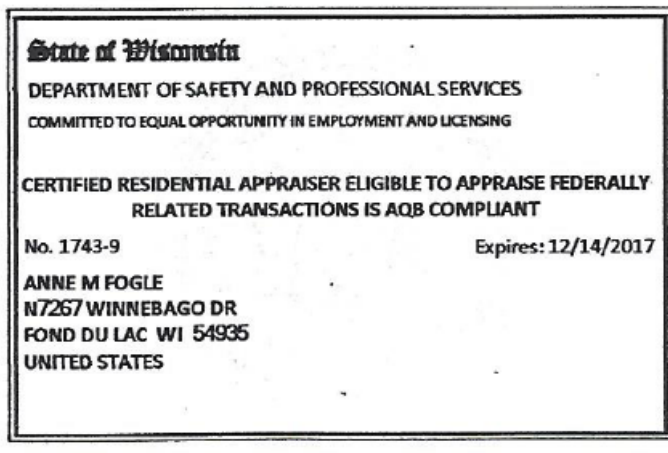 State of Wisconsin
DEPARTMENT OF SAFETY AND PROFESSIONAL SERVICES
COMMITTED TO EQUAL OPPORTUNITY IN EMPLOYMENT AND LICENSING
CERTIFIED RESIDENTIAL APPRAISER ELIGIBLE TO APPRAISE FEDERALLY
RELATED TRANSACTIONS IS AQB COMPLIANT
No. 1743-9 Expires: 12/14/2017
ANNE M FOGLE
N7267 WINNEBAGO DR
FOND DU LAC WI 54935
UNITED STATES